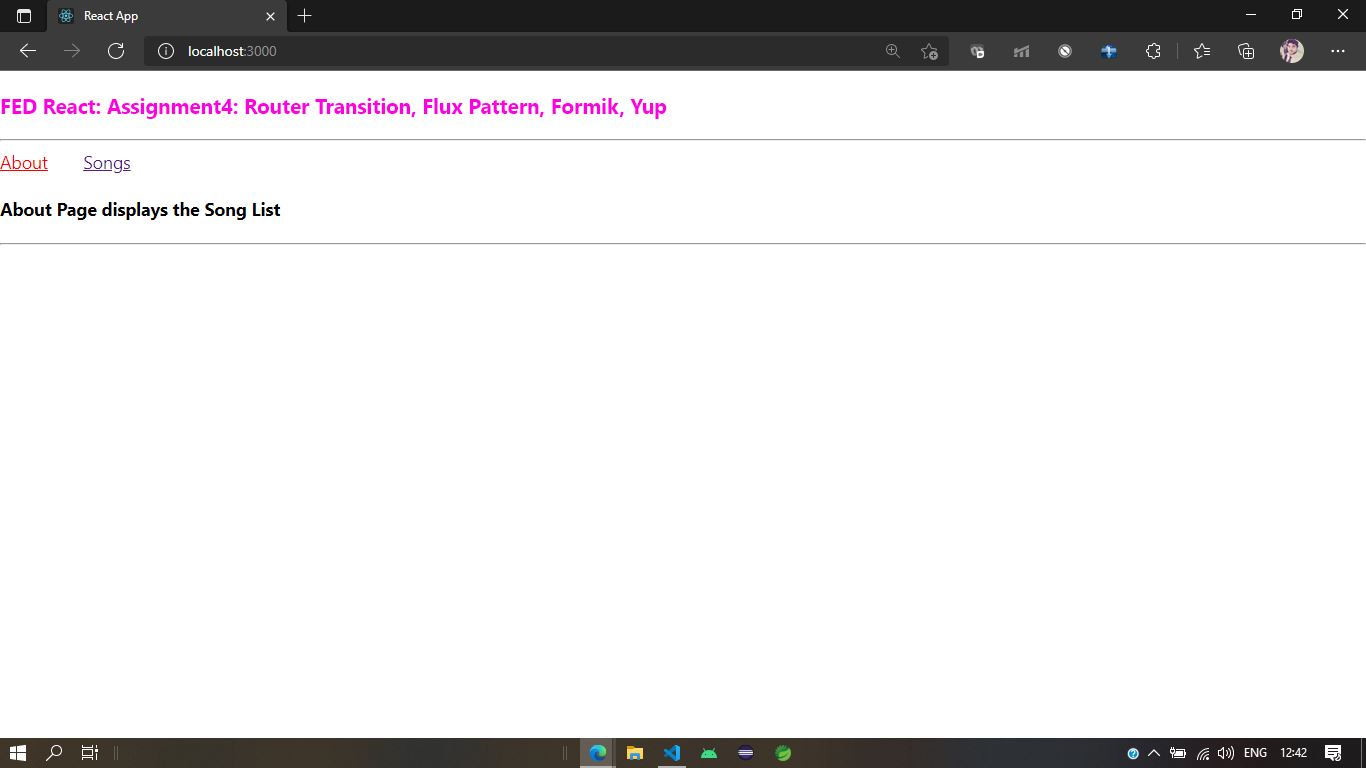 React App
localhost:3000
FED React: Assignment4: Router Transition, Flux Pattern, Formik, Yup
About Songs
About Page displays the Song List
ENG 12:42